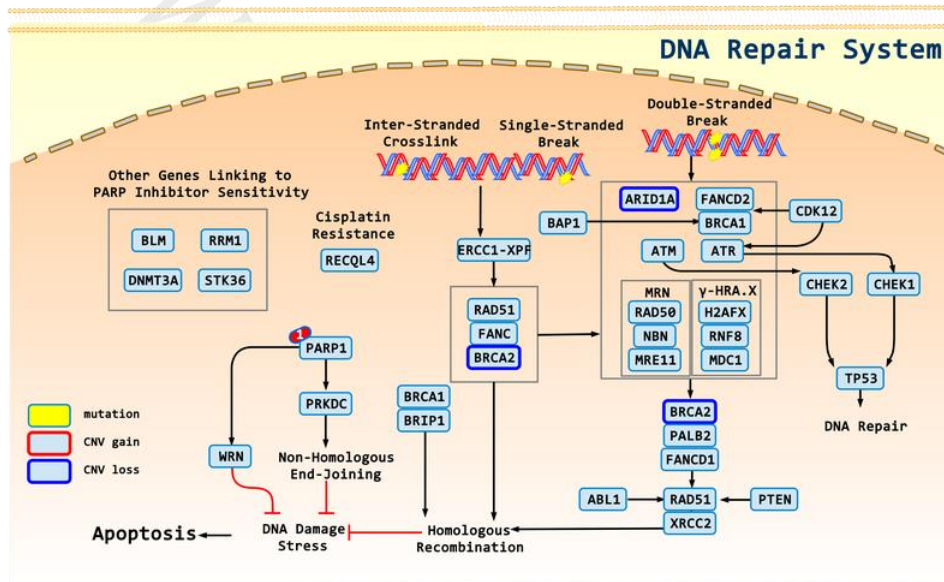 DNA Repair System
Double-Stranded
Break
Inter-Stranded
Crosslink
Single-Stranded
Break
Other Genes Linking to
PARP Inhibitor Sensitivity
BLM
RRM1
DNMT3A
STK36
Cisplatin
Resistance
RECQL4
BAP1
ERCC1-XPF
ARID1A
FANCD2
BRCA1
CDK12
ATM
ATR
CHEK2
CHEK1
MRN
RAD50
NBN
MRE11
γ-HRA.X
H2AFX
RNF8
MDC1
RAD51
FANC
BRCA2
1
PARP1
PRKDC
WRN
Non-Homologous
End-Joining
BRCA1
BRIP1
TP53
DNA Repair
BRCA2
PALB2
FANCD1
ABL1
RAD51
PTEN
XRCC2
mutation
CNV gain
CNV loss
Apoptosis
DNA Damage
Stress
Homologous
Recombination